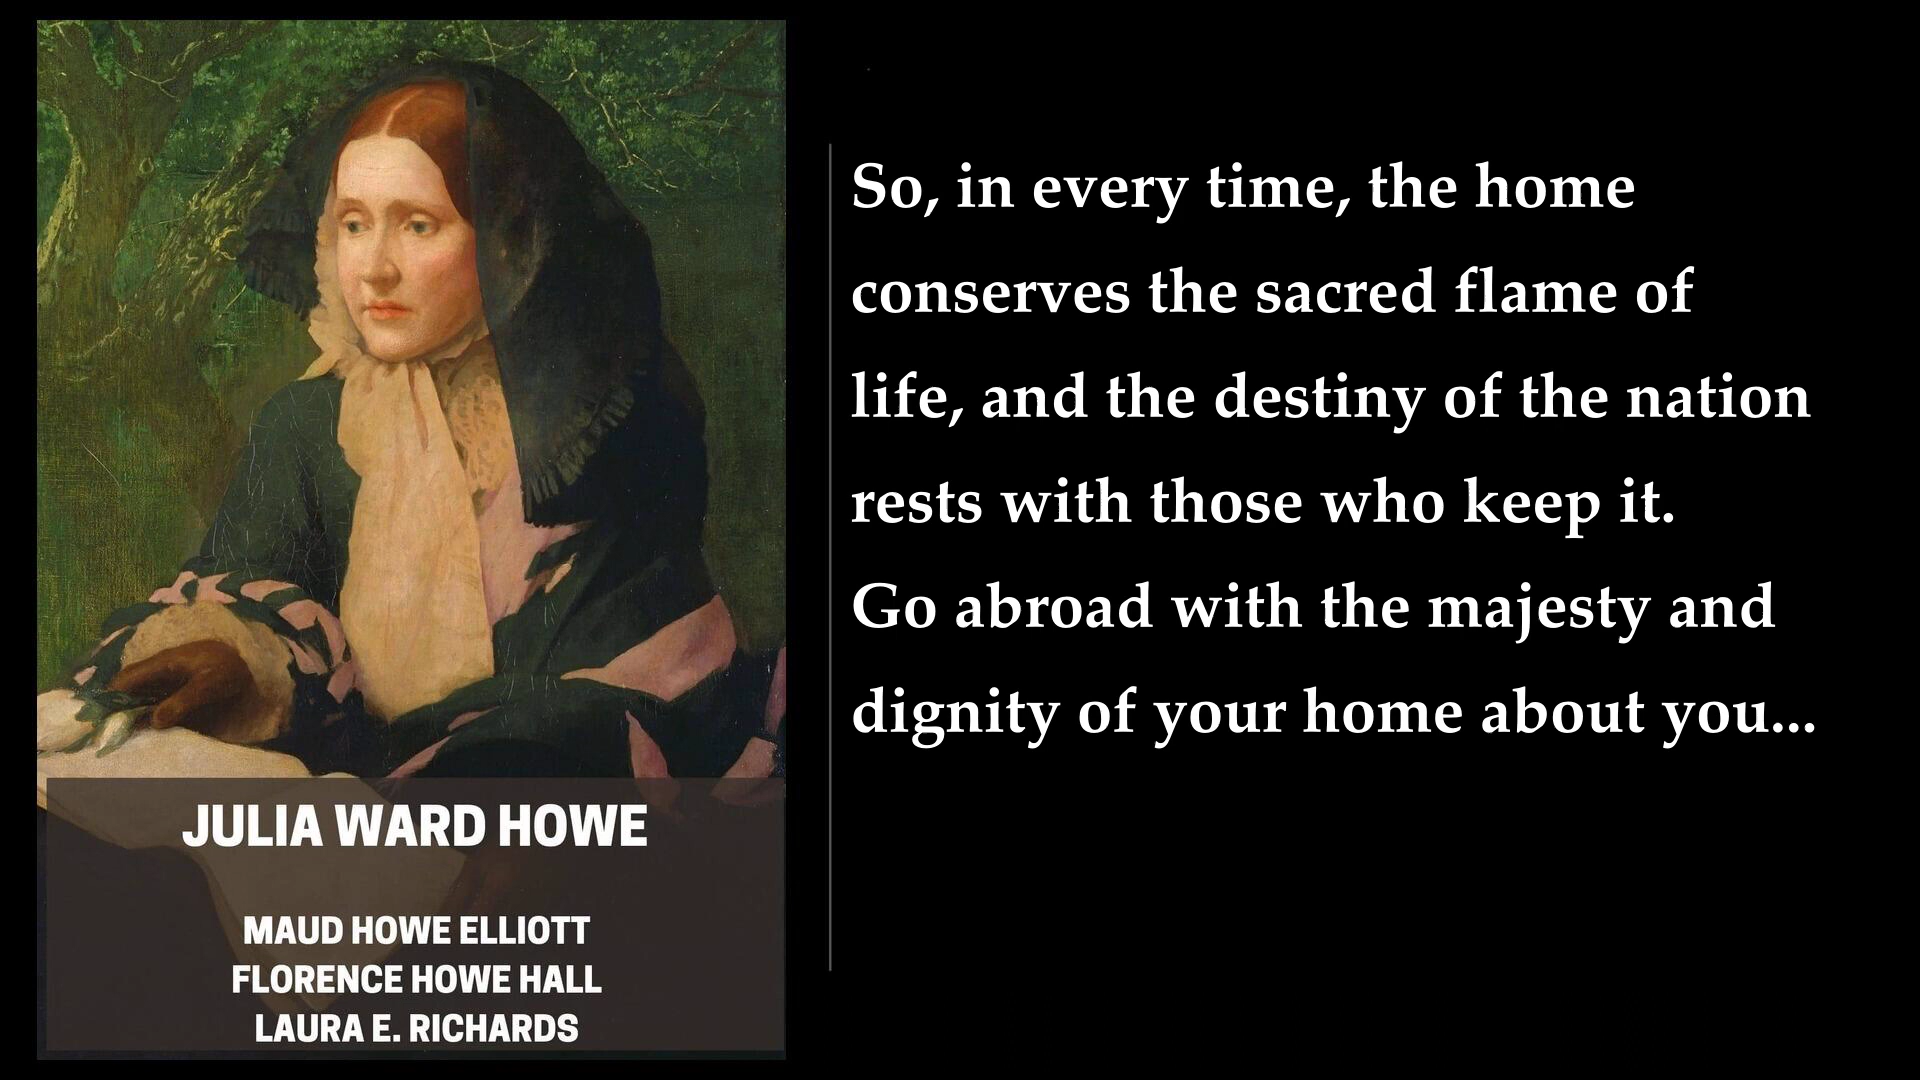 JULIA WARD HOWE
MAUD HOWE ELLIOTT
FLORENCE HOWE HALL
LAURA E. RICHARDS
So, in every time, the home
conserves the sacred flame of
life, and the destiny of the nation
rests with those who keep it.
Go abroad with the majesty and
dignity of your home about you...